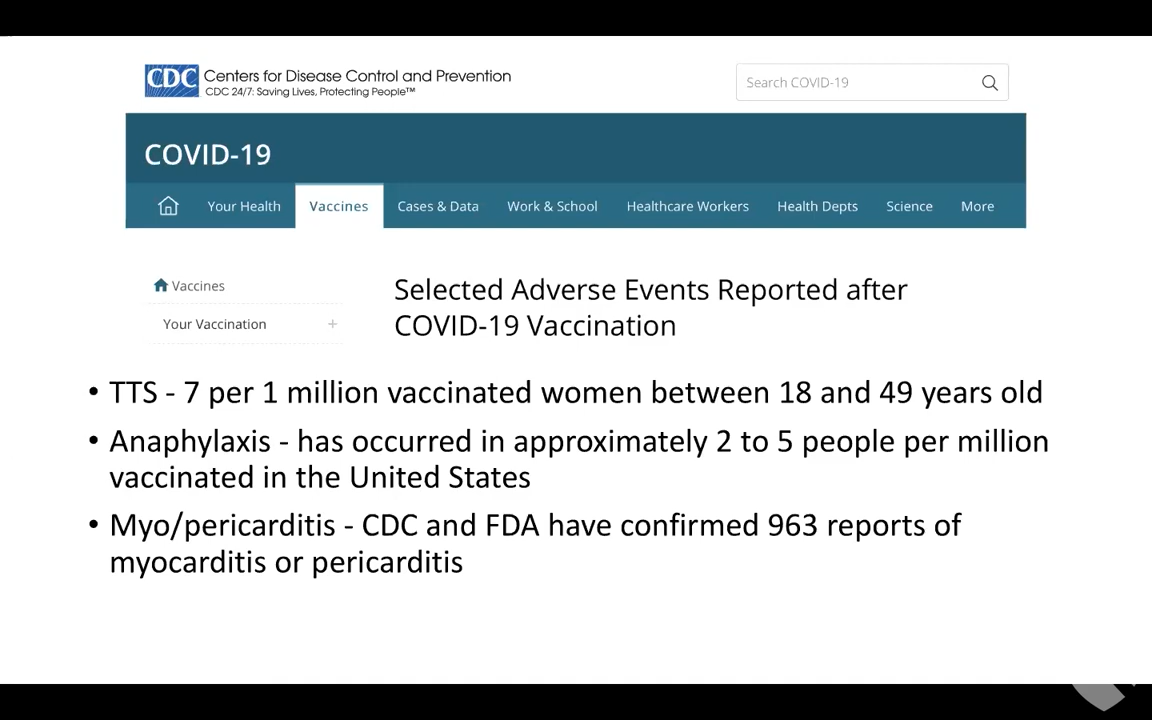 CDC Centers for Disease Control and Prevention
CDC 24/7: Saving Lives, Protecting People™
Search COVID-19
COVID-19
Your Health Vaccines Cases & Data Work & School Healthcare Workers Health Depts Science More
Vaccines
Your Vaccination +
Selected Adverse Events Reported after
COVID-19 Vaccination
• TTS - 7 per 1 million vaccinated women between 18 and 49 years old
• Anaphylaxis - has occurred in approximately 2 to 5 people per million
vaccinated in the United States
• Myo/pericarditis - CDC and FDA have confirmed 963 reports of
myocarditis or pericarditis